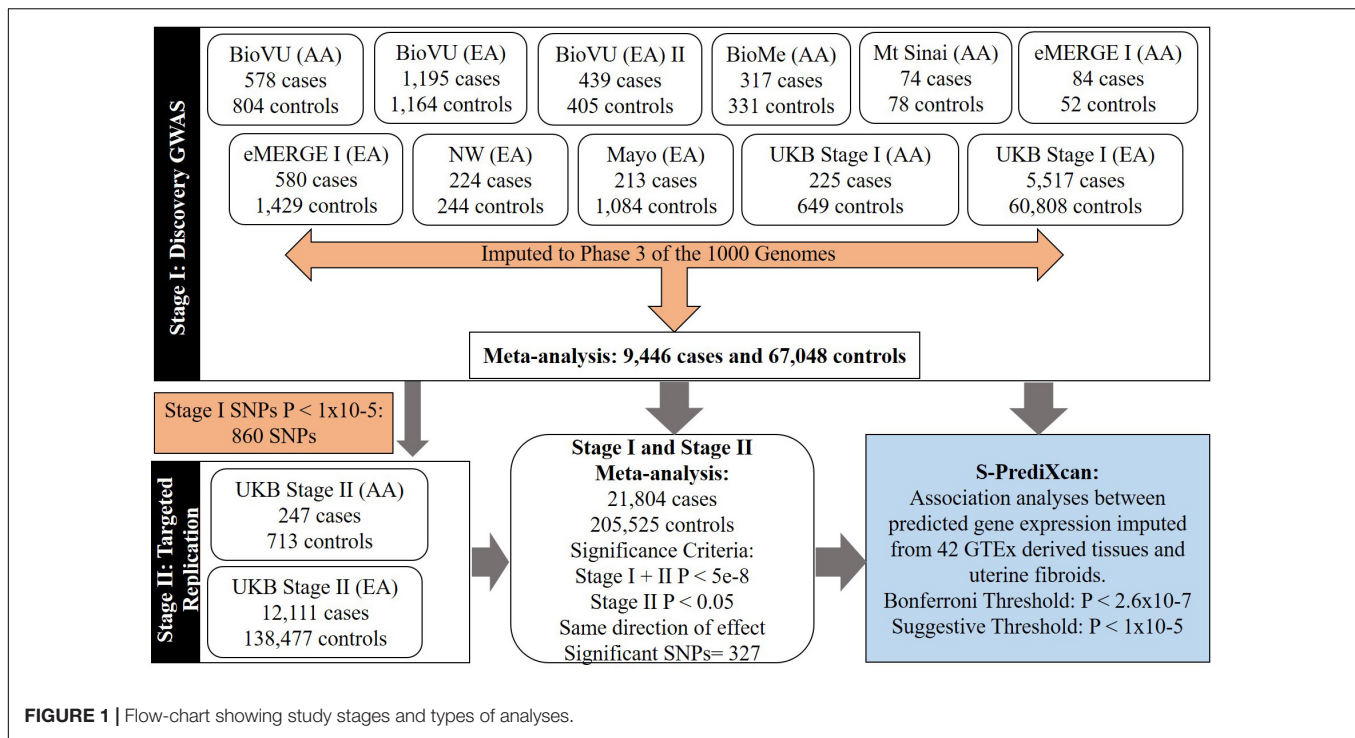 Stage I: Discovery GWAS
BioVU (AA)
578 cases
804 controls
BioVU (EA)
1,195 cases
1,164 controls
BioVU (EA) II
439 cases
405 controls
BioMe (AA)
317 cases
331 controls
Mt Sinai (AA)
74 cases
78 controls
eMERGE I (AA)
84 cases
52 controls
eMERGE I (EA)
580 cases
1,429 controls
NW (EA)
224 cases
244 controls
Mayo (EA)
213 cases
1,084 controls
UKB Stage I (AA)
225 cases
649 controls
UKB Stage I (EA)
5,517 cases
60,808 controls
Imputed to Phase 3 of the 1000 Genomes
Meta-analysis: 9,446 cases and 67,048 controls
Stage I SNPs P < 1x10-5:
860 SNPs
Stage II: Targeted
Replication
UKB Stage II (AA)
247 cases
713 controls
UKB Stage II (EA)
12,111 cases
138,477 controls
Stage I and Stage II
Meta-analysis:
21,804 cases
205,525 controls
Significance Criteria:
Stage I + II P < 5e-8
Stage II P < 0.05
Same direction of effect
Significant SNPs= 327
S-PrediXcan:
Association analyses between
predicted gene expression imputed
from 42 GTEx derived tissues and
uterine fibroids.
Bonferroni Threshold: P < 2.6x10-7
Suggestive Threshold: P < 1x10-5
FIGURE 1 | Flow-chart showing study stages and types of analyses.